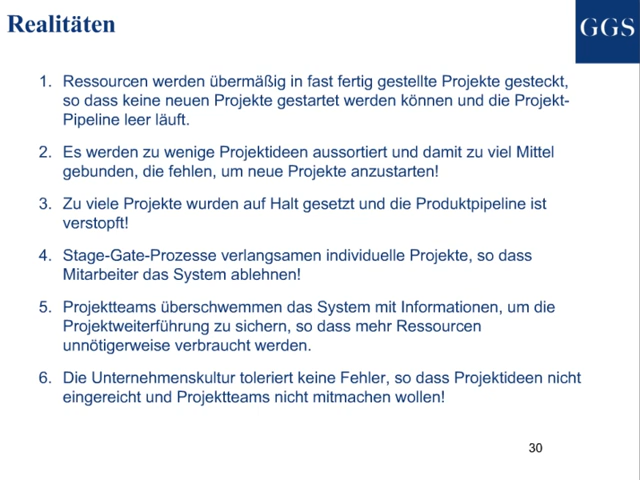 Realitäten
GGS
1. Ressourcen werden übermäßig in fast fertig gestellte Projekte gesteckt,
so dass keine neuen Projekte gestartet werden können und die Projekt-
Pipeline leer läuft.
2. Es werden zu wenige Projektideen aussortiert und damit zu viel Mittel
gebunden, die fehlen, um neue Projekte anzustarten!
3. Zu viele Projekte wurden auf Halt gesetzt und die Produktpipeline ist
verstopft!
4. Stage-Gate-Prozesse verlangsamen individuelle Projekte, so dass
Mitarbeiter das System ablehnen!
5. Projektteams überschwemmen das System mit Informationen, um die
Projektweiterführung zu sichern, so dass mehr Ressourcen
unnötigerweise verbraucht werden.
6. Die Unternehmenskultur toleriert keine Fehler, so dass Projektideen nicht
eingereicht und Projektteams nicht mitmachen wollen!
30